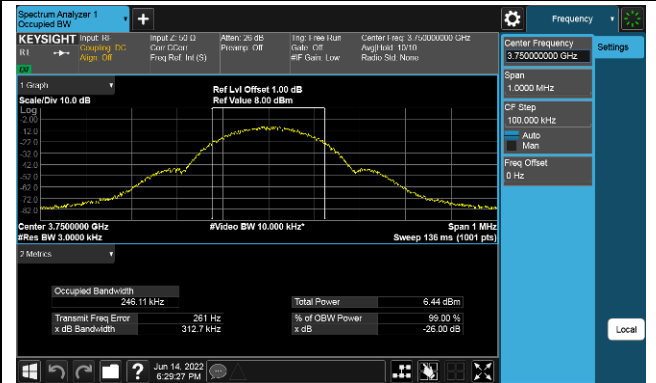 Spectrum Analyzer 1
Occupied BW
Frequency
KEYSIGHT Input: RF Input Z: 50 Ω Atten: 26 dB Trig: Free Run Center Freq: 3.750000000 GHz
Coupling: DC Corr CCorr Preamp: Off Gate: Off Avg|Hold: 10/10
Align: Off Freq Ref: Int (S) #IF Gain: Low Radio Std: None
Center Frequency
3.750000000 GHz
Settings
Span
1.0000 MHz
CF Step
100.000 kHz
Auto
Man
Freq Offset
0 Hz
1 Graph
Scale/Div 10.0 dB
Ref Lvl Offset 1.00 dB
Ref Value 8.00 dBm
Log
-2.00
-12.0
-22.0
-32.0
-42.0
-52.0
-62.0
-72.0
-82.0
Center 3.7500000 GHz #Video BW 10.000 kHz* Span 1 MHz
#Res BW 3.0000 kHz Sweep 136 ms (1001 pts)
2 Metrics
Occupied Bandwidth
246.11 kHz
Total Power 6.44 dBm
Transmit Freq Error 261 Hz
% of OBW Power 99.00 %
x dB Bandwidth 312.7 kHz
x dB -26.00 dB
Local
Jun 14, 2022
6:29:27 PM